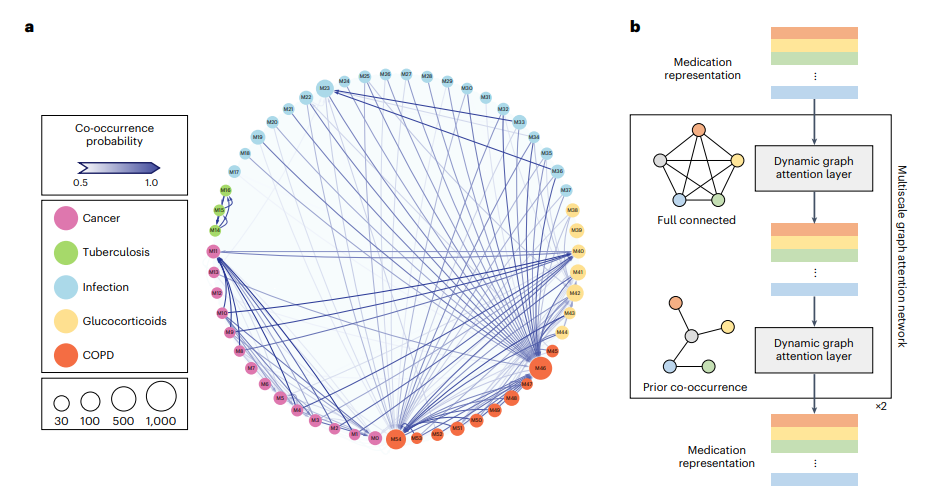 a
Co-occurrence
probability
0.5
1.0
Cancer
Tuberculosis
Infection
Glucocorticoids
COPD
30
100
500
1,000
M23
M24
M25
M26
M27
M28
M29
M30
M31
M32
M33
M34
M35
M36
M37
M38
M39
M40
M41
M42
M43
M44
M45
M46
M47
M48
M49
M50
M51
M52
M53
M54
M0
M1
M2
M3
M4
M5
M6
M7
M8
M9
M10
M12
M13
M11
M14
M15
M16
M17
M18
M19
M20
M21
M22
b
Medication
representation
Dynamic graph
attention layer
Full connected
Dynamic graph
attention layer
Prior co-occurrence
Multiscale graph attention network
×2
Medication
representation